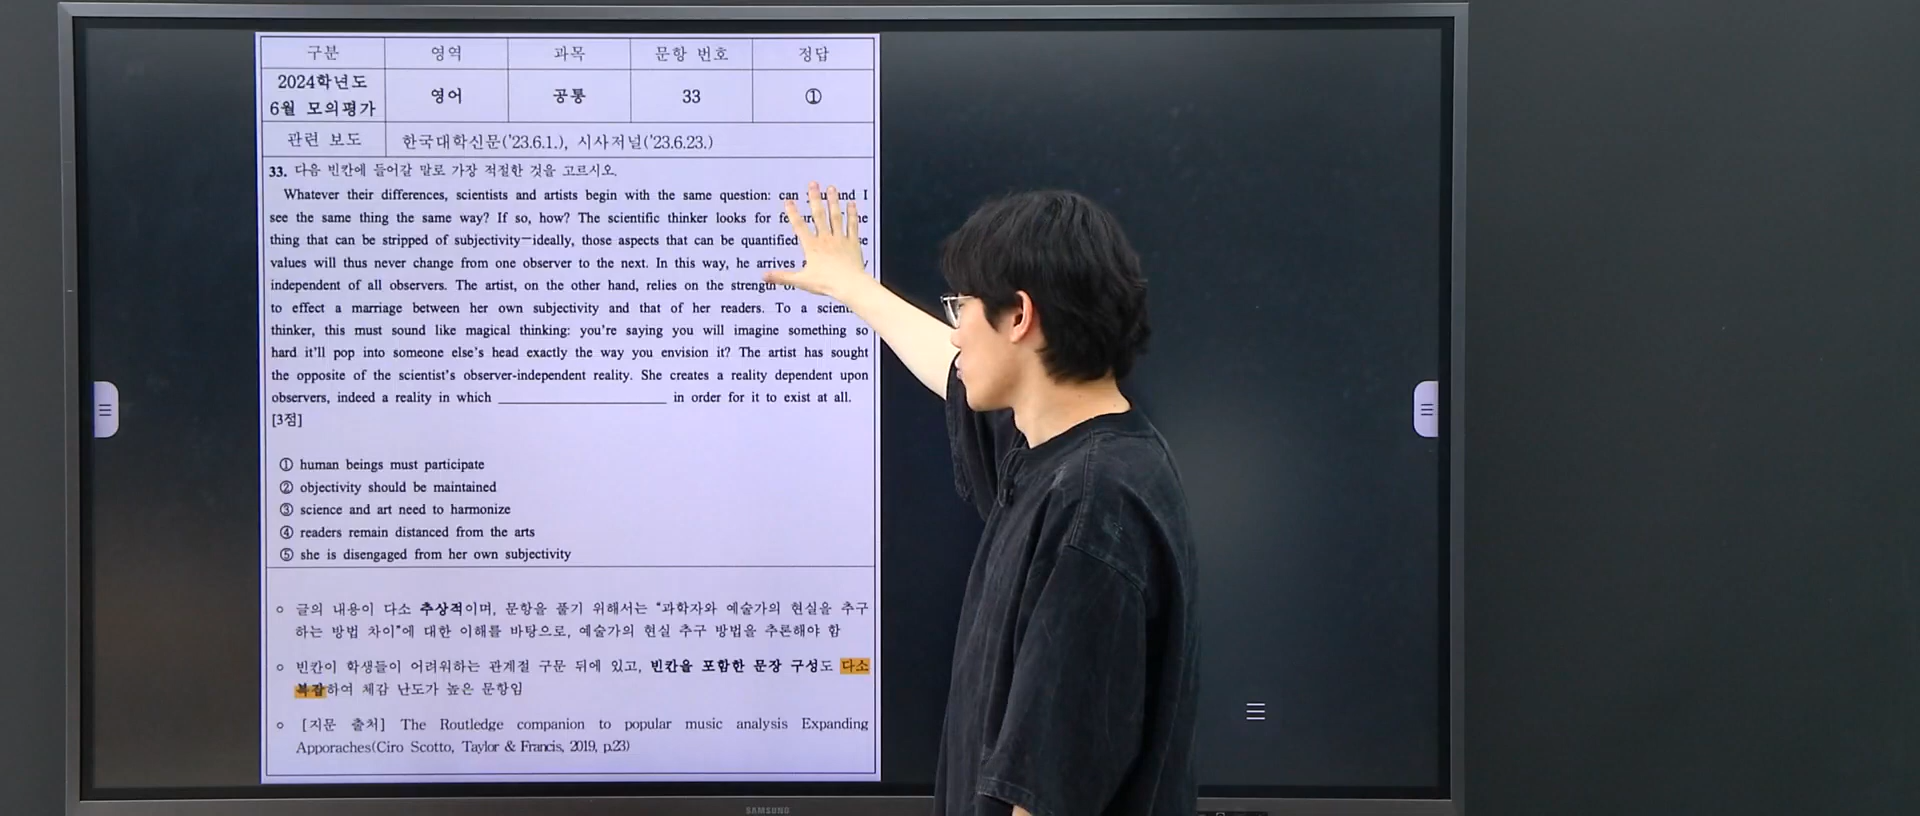 구분 영역 과목 문항 번호 정답
2024학년도
6월 모의평가
영어 공통 33 ①
관련 보도 한국대학신문('23.6.1.), 시사저널('23.6.23.)
33. 다음 빈칸에 들어갈 말로 가장 적절한 것을 고르시오.
Whatever their differences, scientists and artists begin with the same question: can and I
see the same thing the same way? If so, how? The scientific thinker looks for
thing that can be stripped of subjectivity—ideally, those aspects that can be quantified
values will thus never change from one observer to the next. In this way, he arrives
independent of all observers. The artist, on the other hand, relies on the strength
to effect a marriage between her own subjectivity and that of her readers. To a
thinker, this must sound like magical thinking: you're saying you will imagine something so
hard it'll pop into someone else's head exactly the way you envision it? The artist has sought
the opposite of the scientist's observer-independent reality. She creates a reality dependent upon
observers, indeed a reality in which ____________________ in order for it to exist at all.
[3점]
① human beings must participate
② objectivity should be maintained
③ science and art need to harmonize
④ readers remain distanced from the arts
⑤ she is disengaged from her own subjectivity
○ 글의 내용이 다소 추상적이며, 문항을 풀기 위해서는 "과학자와 예술가의 현실을 추구
하는 방법 차이"에 대한 이해를 바탕으로, 예술가의 현실 추구 방법을 추론해야 함
○ 빈칸이 학생들이 어려워하는 관계절 구문 뒤에 있고, 빈칸을 포함한 문장 구성도 다소
복잡하여 체감 난도가 높은 문항임
○ [지문 출처] The Routledge companion to popular music analysis Expanding
Apporaches(Ciro Scotto, Taylor & Francis, 2019, p.23)
SAMSUNG